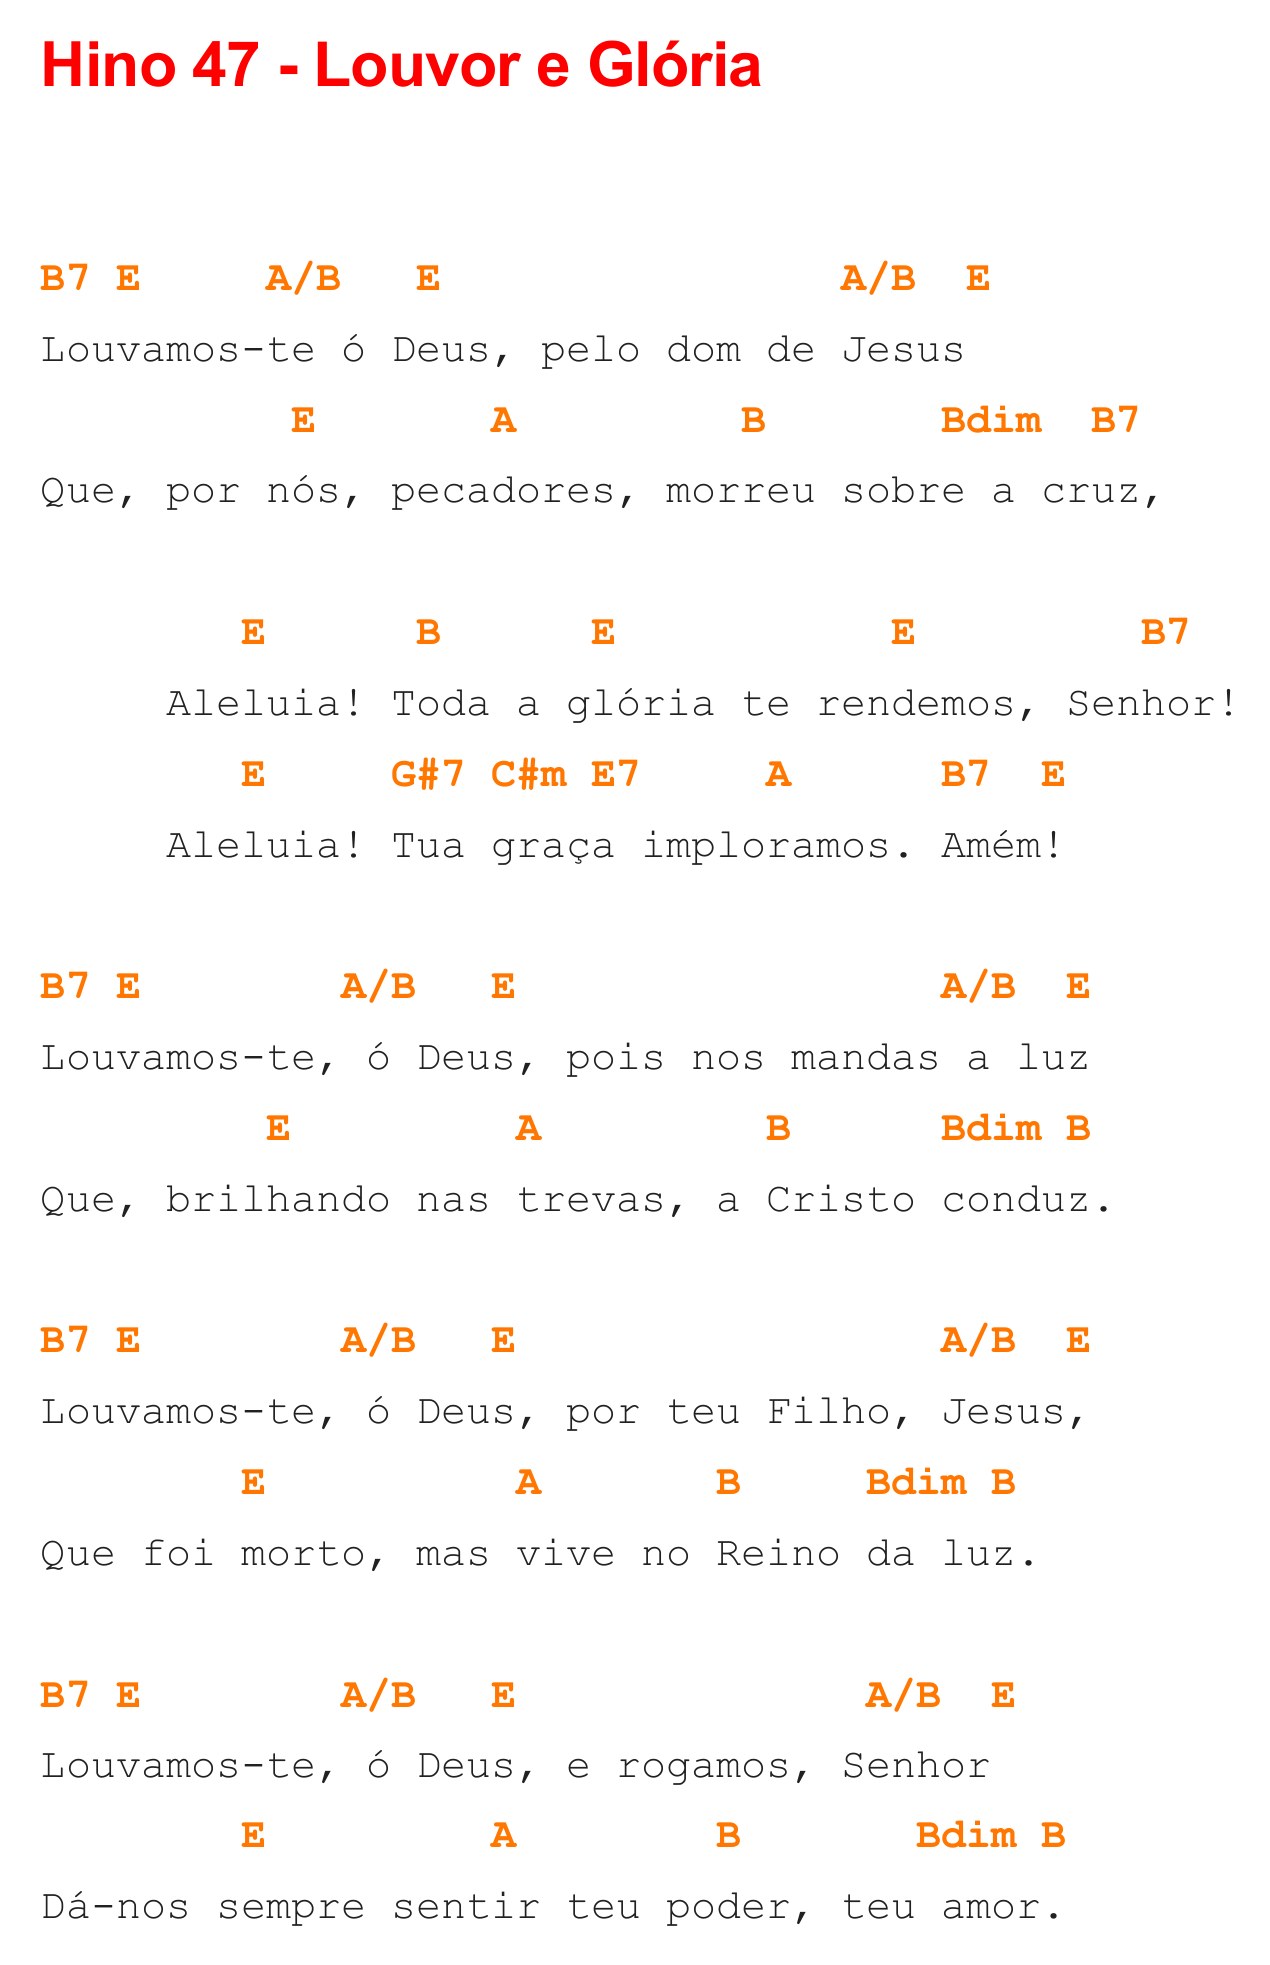 Hino 47 - Louvor e Glória
B7 E     A/B   E                A/B  E
Louvamos-te ó Deus, pelo dom de Jesus
          E       A         B       Bdim  B7
Que, por nós, pecadores, morreu sobre a cruz,
        E      B      E           E         B7
     Aleluia! Toda a glória te rendemos, Senhor!
        E     G#7 C#m E7     A      B7  E
     Aleluia! Tua graça imploramos. Amém!
B7 E        A/B   E                 A/B  E
Louvamos-te, ó Deus, pois nos mandas a luz
         E         A         B      Bdim B
Que, brilhando nas trevas, a Cristo conduz.
B7 E        A/B   E                 A/B  E
Louvamos-te, ó Deus, por teu Filho, Jesus,
        E          A       B     Bdim B
Que foi morto, mas vive no Reino da luz.
B7 E        A/B   E              A/B  E
Louvamos-te, ó Deus, e rogamos, Senhor
        E         A        B       Bdim B
Dá-nos sempre sentir teu poder, teu amor.